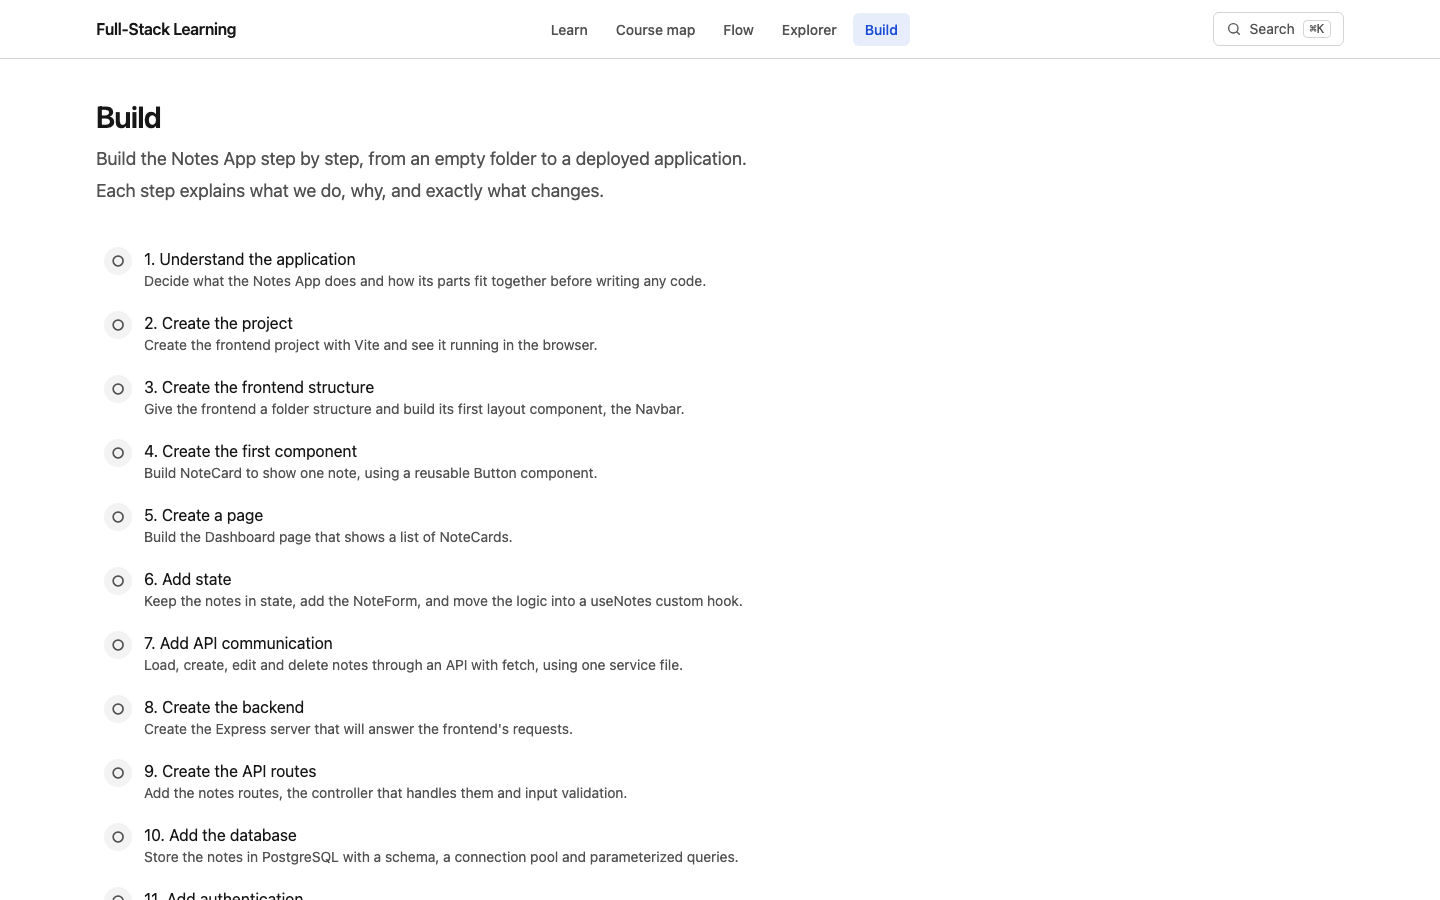 Full-Stack Learning
Learn
Course map
Flow
Explorer
Build
Search ⌘K
Build
Build the Notes App step by step, from an empty folder to a deployed application.
Each step explains what we do, why, and exactly what changes.
1. Understand the application
Decide what the Notes App does and how its parts fit together before writing any code.
2. Create the project
Create the frontend project with Vite and see it running in the browser.
3. Create the frontend structure
Give the frontend a folder structure and build its first layout component, the Navbar.
4. Create the first component
Build NoteCard to show one note, using a reusable Button component.
5. Create a page
Build the Dashboard page that shows a list of NoteCards.
6. Add state
Keep the notes in state, add the NoteForm, and move the logic into a useNotes custom hook.
7. Add API communication
Load, create, edit and delete notes through an API with fetch, using one service file.
8. Create the backend
Create the Express server that will answer the frontend's requests.
9. Create the API routes
Add the notes routes, the controller that handles them and input validation.
10. Add the database
Store the notes in PostgreSQL with a schema, a connection pool and parameterized queries.
11. Add authentication